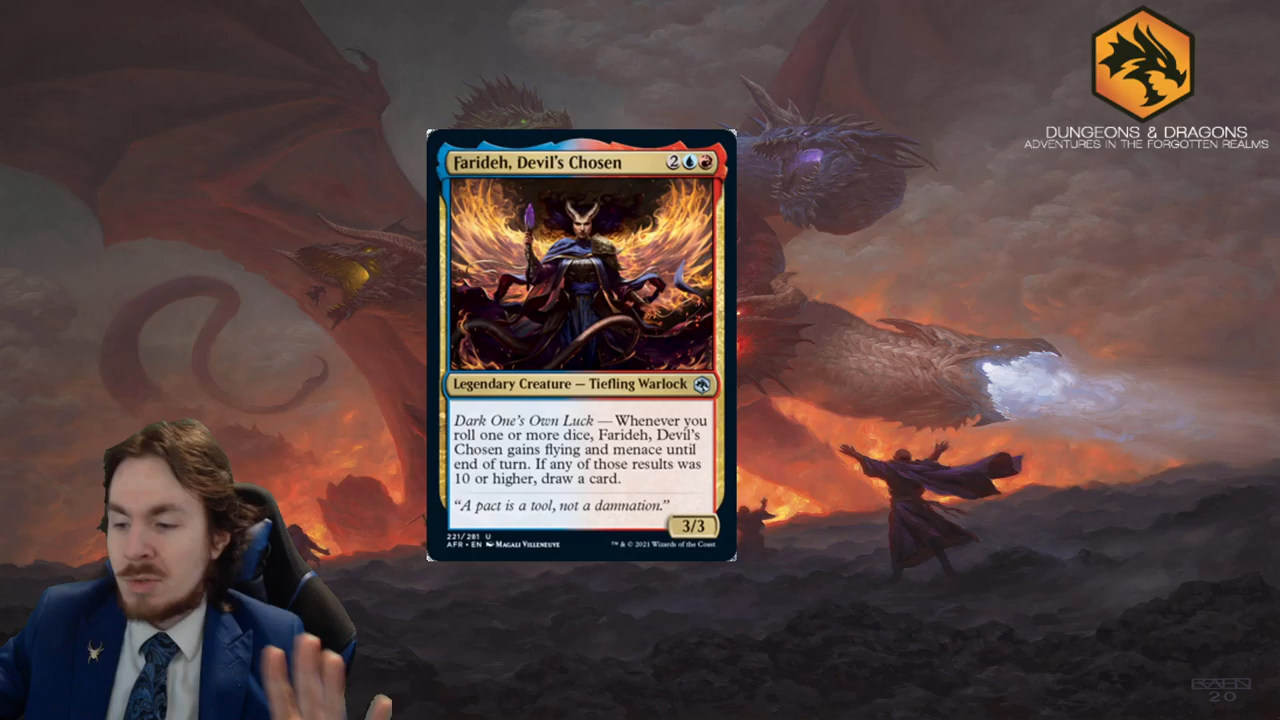 DUNGEONS & DRAGONS
ADVENTURES IN THE FORGOTTEN REALMS
Farideh, Devil's Chosen 2
Legendary Creature — Tiefling Warlock
Dark One's Own Luck — Whenever you
roll one or more dice, Farideh, Devil's
Chosen gains flying and menace until
end of turn. If any of those results was
10 or higher, draw a card.
"A pact is a tool, not a damnation."
3/3
221/281 U
AFR • EN MAGALI VILLENEUVE
™ & © 2021 Wizards of the Coast
RAHN
20